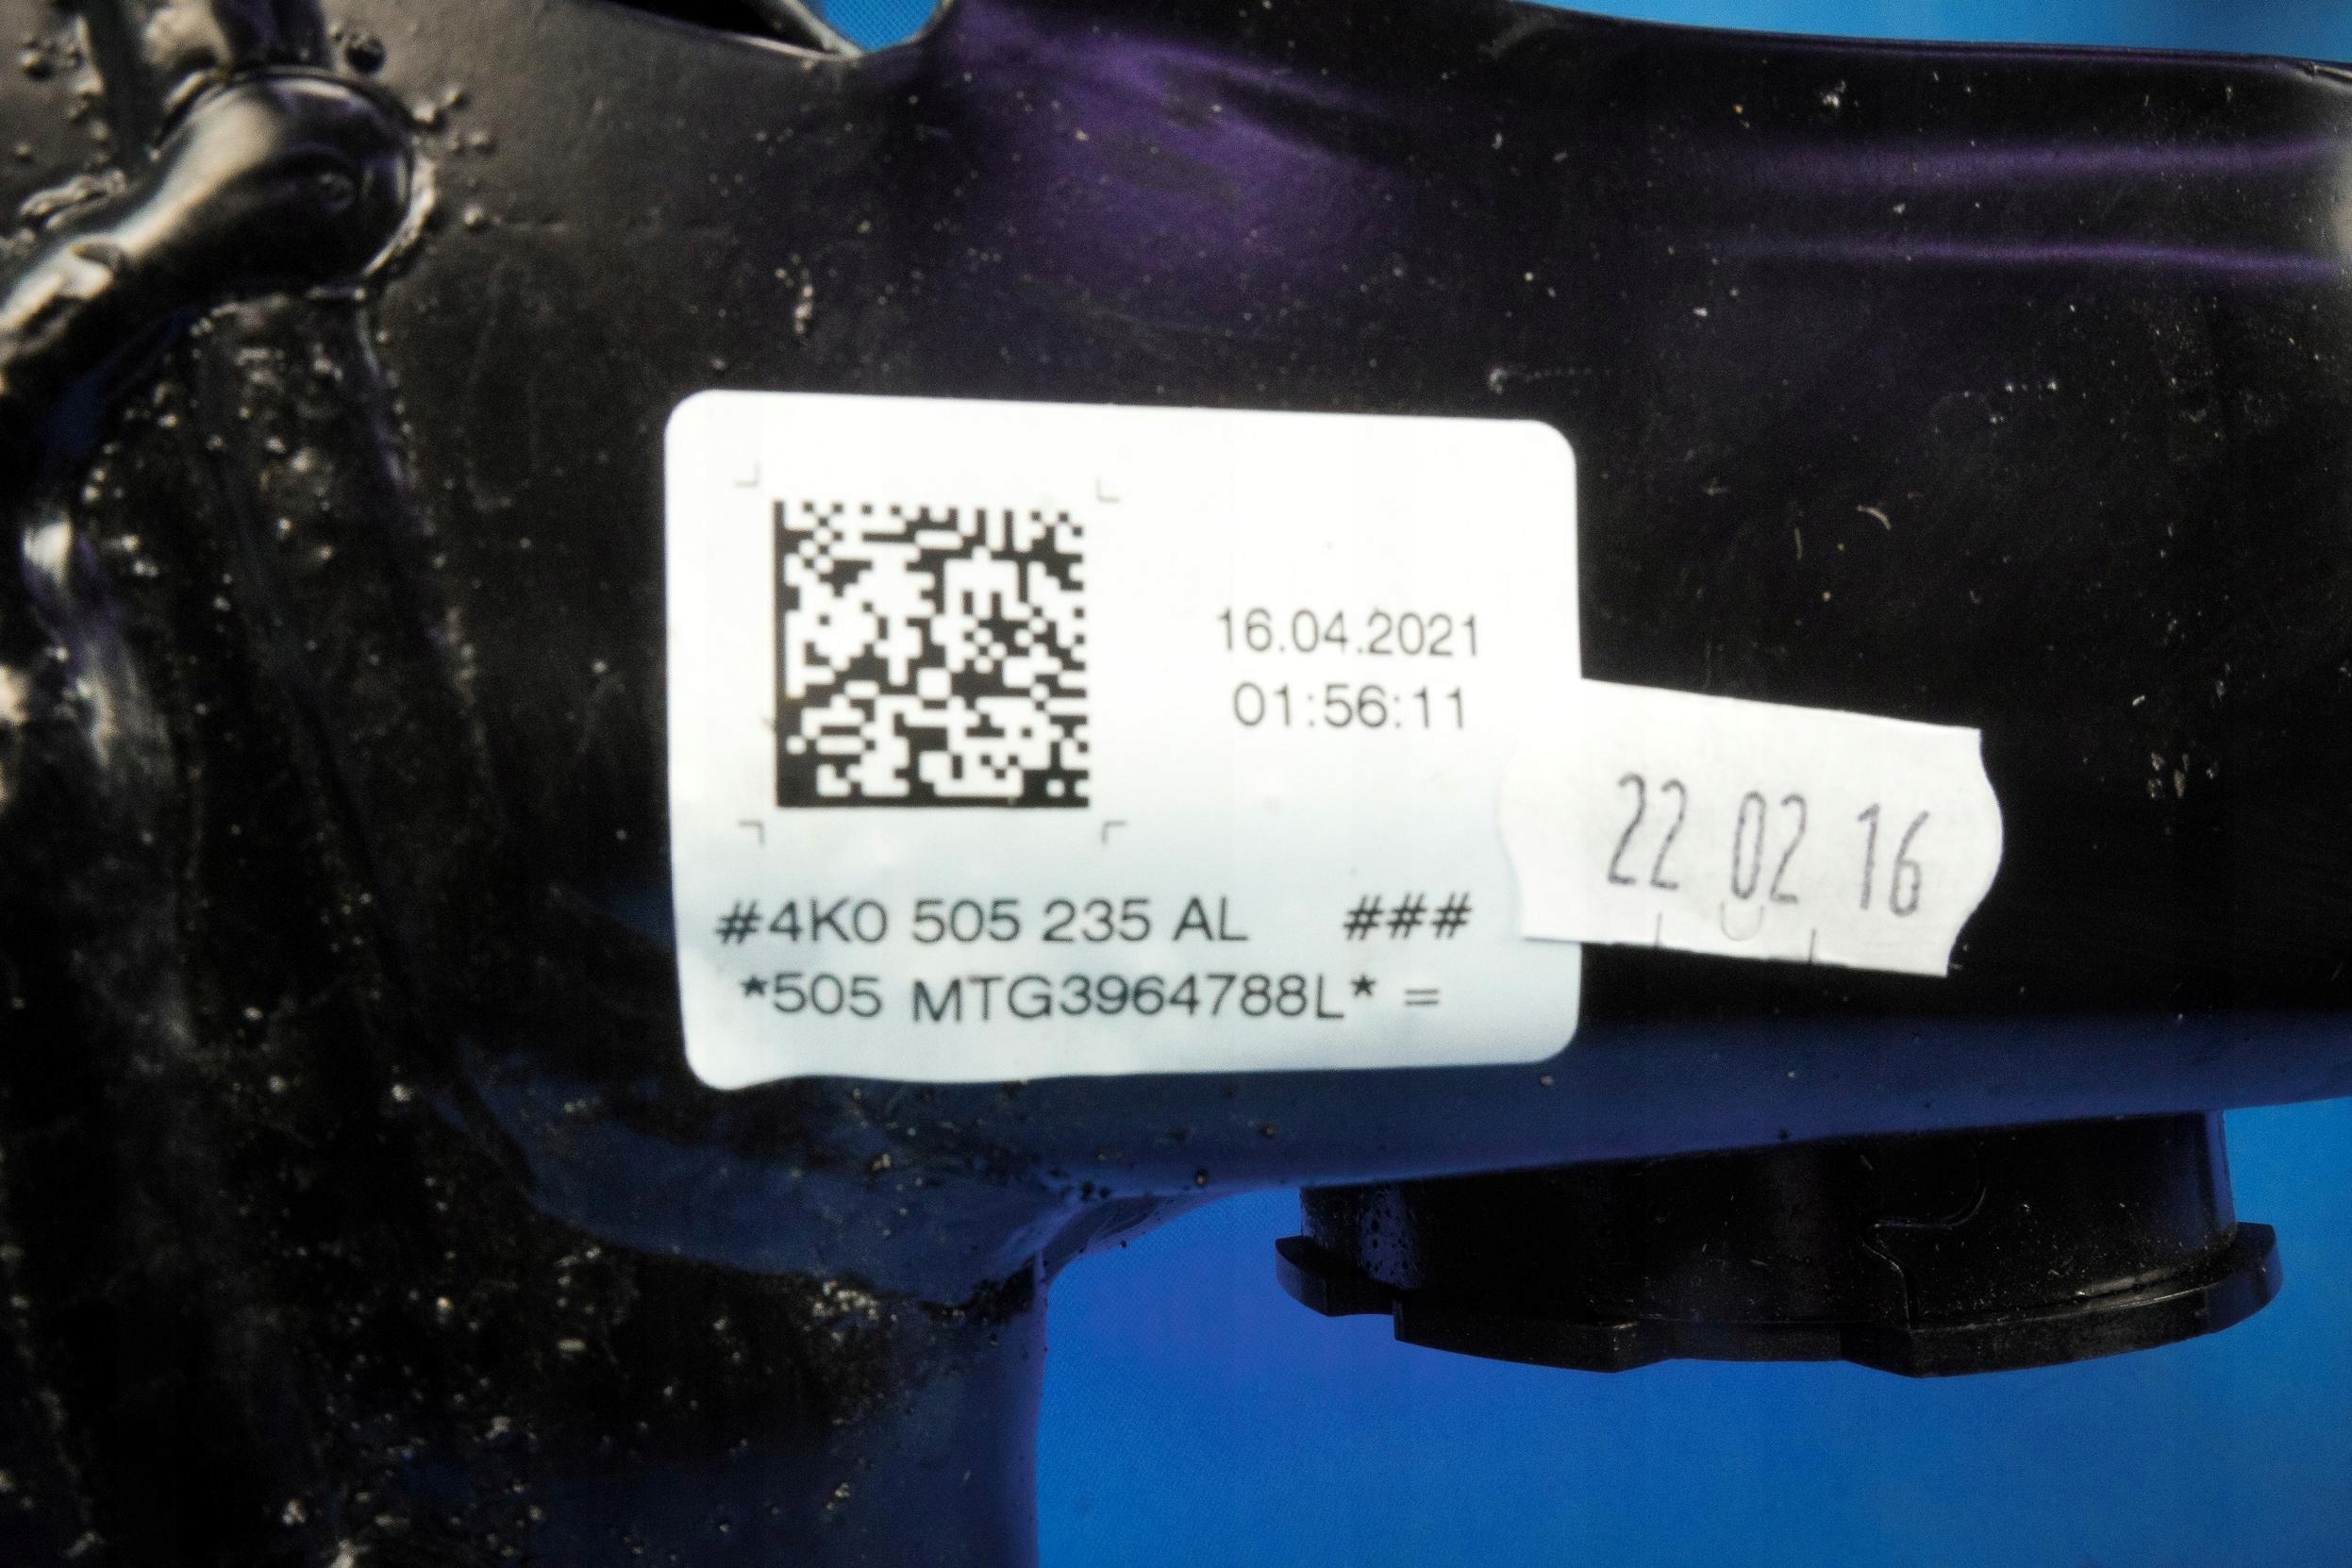 16.04.2021
01:56:11
22 02 16
#4K0 505 235 AL ###
*505 MTG3964788L* =